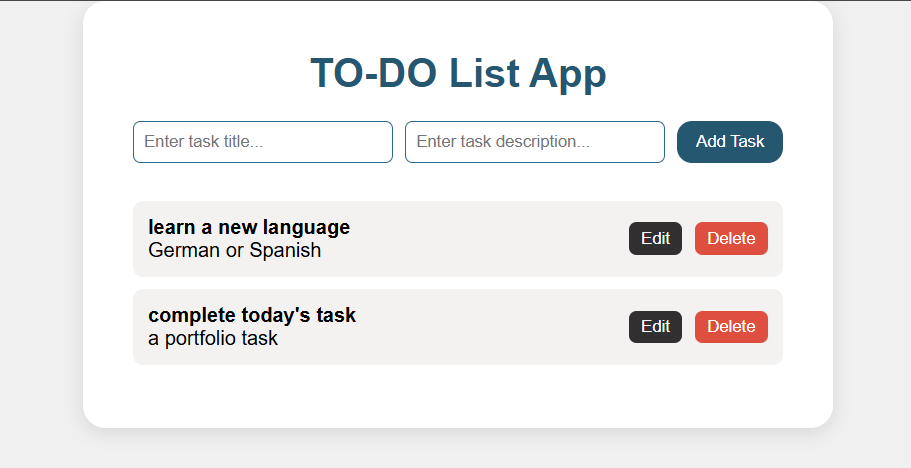 TO-DO List App
Enter task title...
Enter task description...
Add Task
learn a new language
German or Spanish
Edit
Delete
complete today's task
a portfolio task
Edit
Delete